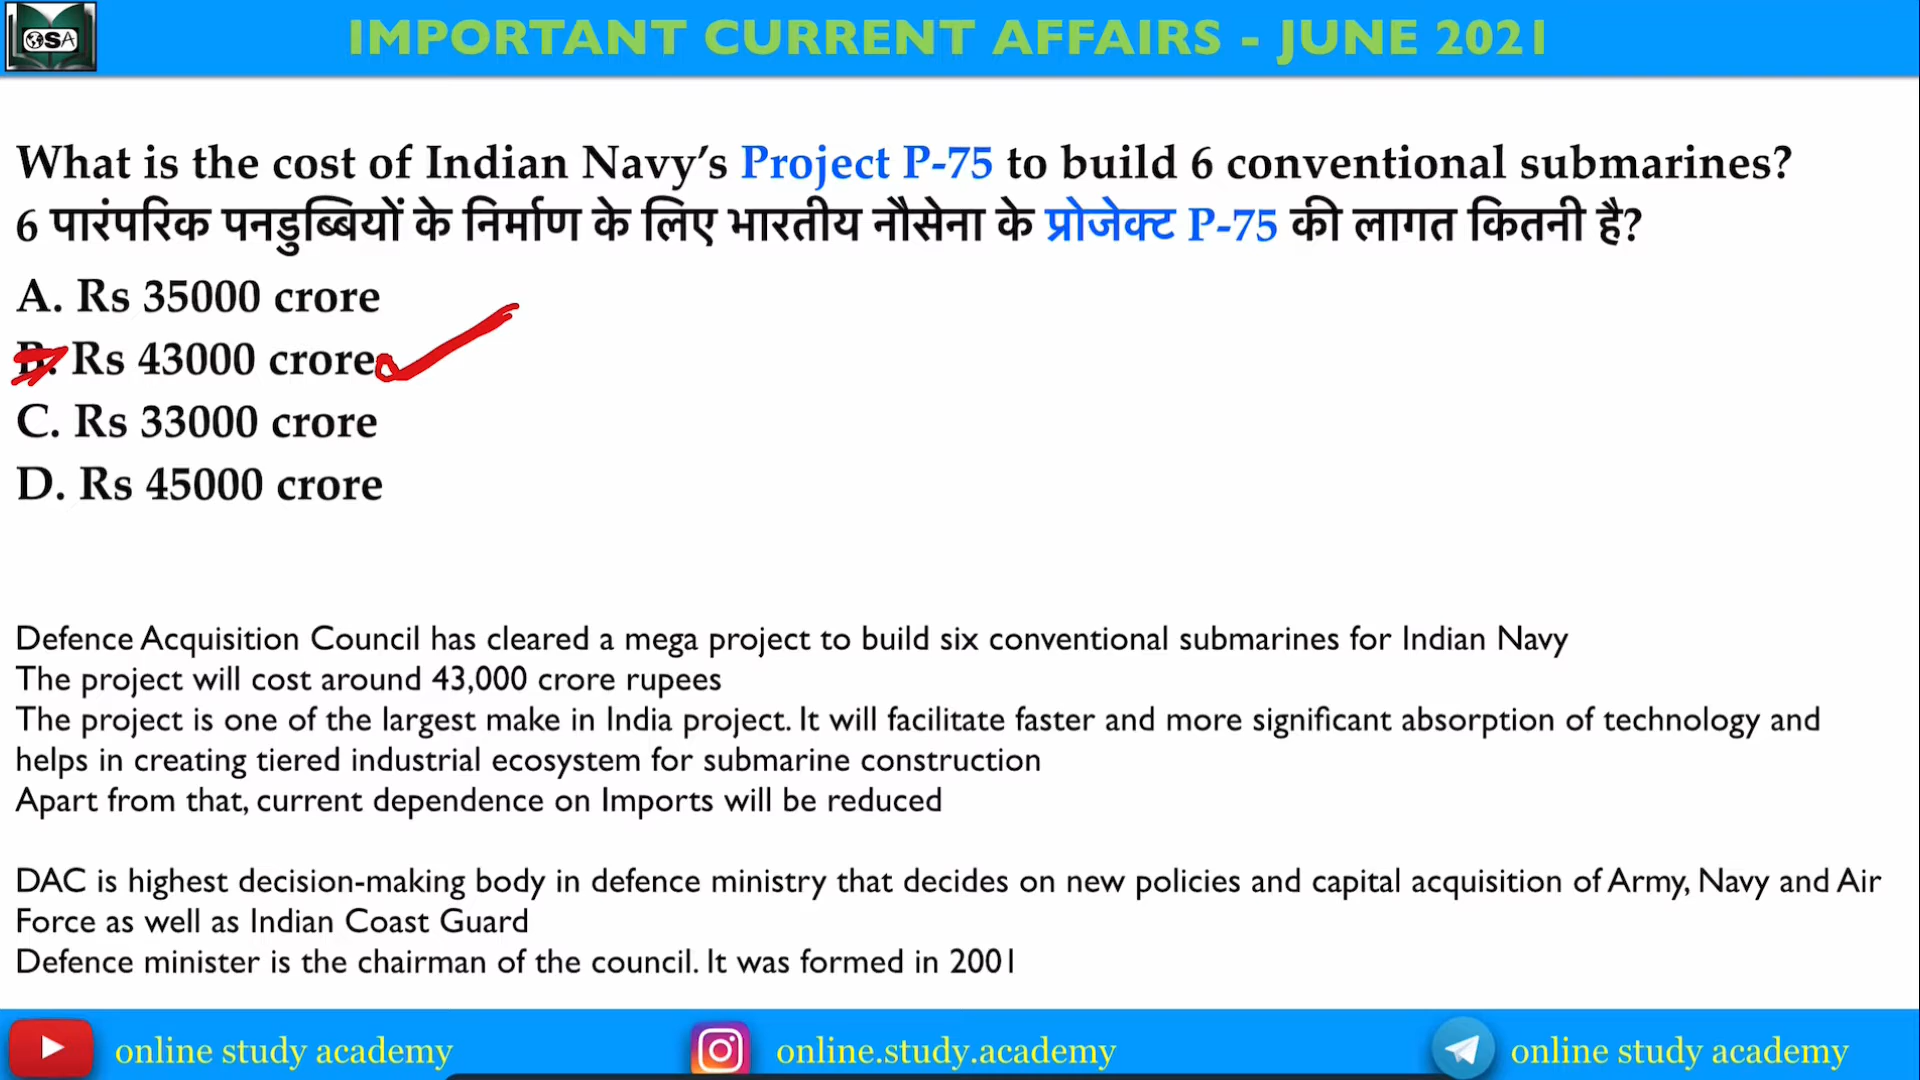 OSA
IMPORTANT CURRENT AFFAIRS - JUNE 2021
What is the cost of Indian Navy’s Project P-75 to build 6 conventional submarines?
6 पारंपरिक पनडुब्बियों के निर्माण के लिए भारतीय नौसेना के प्रोजेक्ट P-75 की लागत कितनी है?
A. Rs 35000 crore
B. Rs 43000 crore
C. Rs 33000 crore
D. Rs 45000 crore
Defence Acquisition Council has cleared a mega project to build six conventional submarines for Indian Navy
The project will cost around 43,000 crore rupees
The project is one of the largest make in India project. It will facilitate faster and more significant absorption of technology and
helps in creating tiered industrial ecosystem for submarine construction
Apart from that, current dependence on Imports will be reduced
DAC is highest decision-making body in defence ministry that decides on new policies and capital acquisition of Army, Navy and Air
Force as well as Indian Coast Guard
Defence minister is the chairman of the council. It was formed in 2001
online study academy
online.study.academy
online study academy